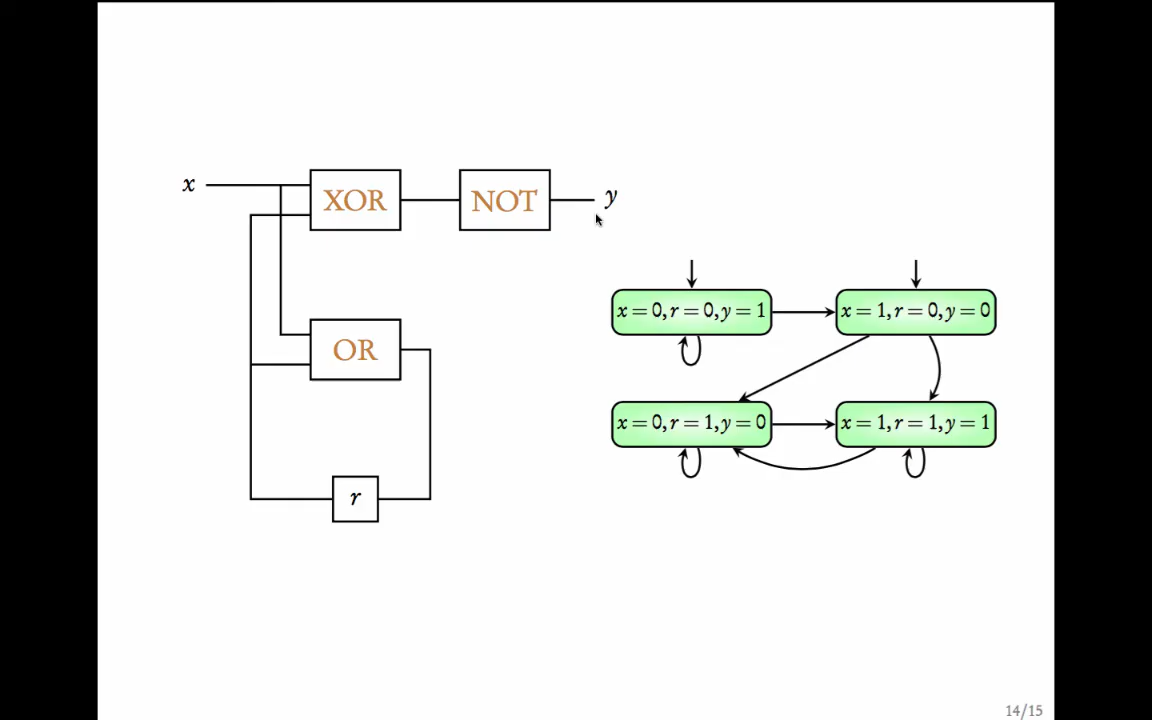 x
XOR
NOT
y
x = 0, r = 0, y = 1
x = 1, r = 0, y = 0
OR
x = 0, r = 1, y = 0
x = 1, r = 1, y = 1
r
14/15